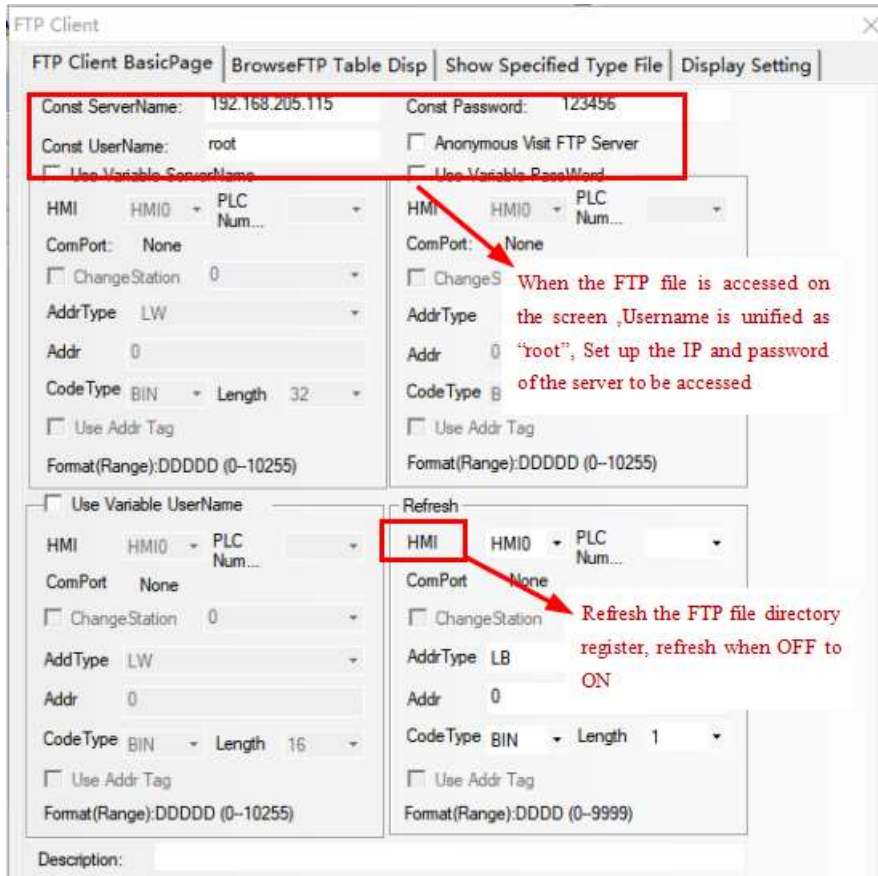 FTP Client
FTP Client BasicPage BrowseFTP Table Disp Show Specified Type File Display Setting
Const ServerName: 192.168.205.115 Const Password: 123456
Const UserName: root Anonymous Visit FTP Server
Use Variable ServerName Use Variable PassWord
HMI HMI0 PLC Num... HMI HMI0 PLC Num...
ComPort: None ComPort: None
ChangeStation 0 ChangeS
AddrType LW AddrType
Addr 0 Addr 0
CodeType BIN Length 32 CodeType B
Use Addr Tag Use Addr Tag
Format(Range):DDDDD (0--10255) Format(Range):DDDDD (0--10255)
When the FTP file is accessed on
the screen ,Username is unified as
“root”, Set up the IP and password
of the server to be accessed
Use Variable UserName Refresh
HMI HMI0 PLC Num... HMI HMI0 PLC Num...
ComPort None ComPort None
ChangeStation 0 ChangeStation
AddType LW AddrType LB
Addr 0 Addr 0
CodeType BIN Length 16 CodeType BIN Length 1
Use Addr Tag Use Addr Tag
Format(Range):DDDDD (0--10255) Format(Range):DDDD (0--9999)
Refresh the FTP file directory
register, refresh when OFF to
ON
Description: